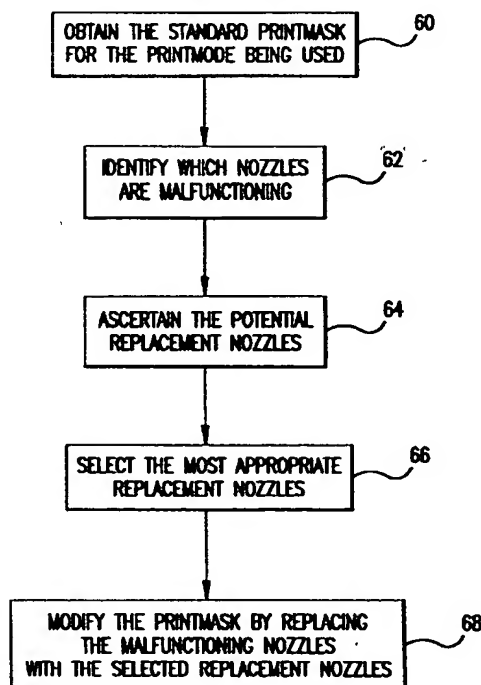 OBTAIN THE STANDARD PRINTMASK
FOR THE PRINTMODE BEING USED
60
IDENTIFY WHICH NOZZLES
ARE MALFUNCTIONING
62
ASCERTAIN THE POTENTIAL
REPLACEMENT NOZZLES
64
SELECT THE MOST APPROPRIATE
REPLACEMENT NOZZLES
66
MODIFY THE PRINTMASK BY REPLACING
THE MALFUNCTIONING NOZZLES
WITH THE SELECTED REPLACEMENT NOZZLES
68